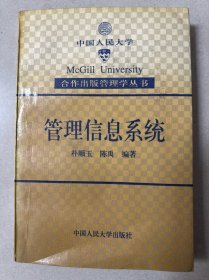 中国人民大学
McGill University
合作出版管理学丛书
管理信息系统
朴顺玉 陈禹 编著
中国人民大学出版社